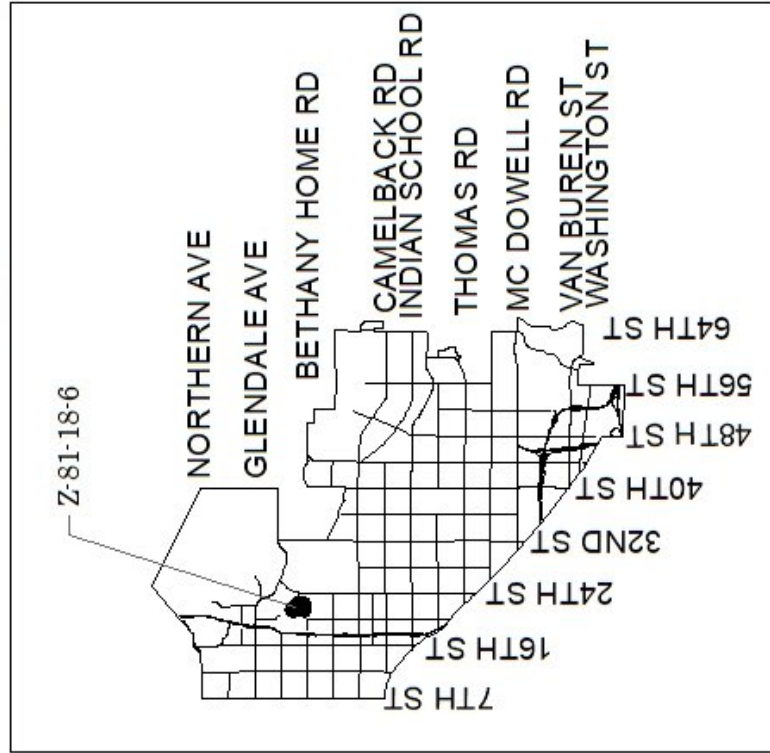 Z-81-18-6
NORTHERN AVE
GLENDALE AVE
BETHANY HOME RD
CAMELBACK RD
INDIAN SCHOOL RD
THOMAS RD
MC DOWELL RD
VAN BUREN ST
WASHINGTON ST
64TH ST
56TH ST
48TH ST
40TH ST
32ND ST
24TH ST
16TH ST
7TH ST